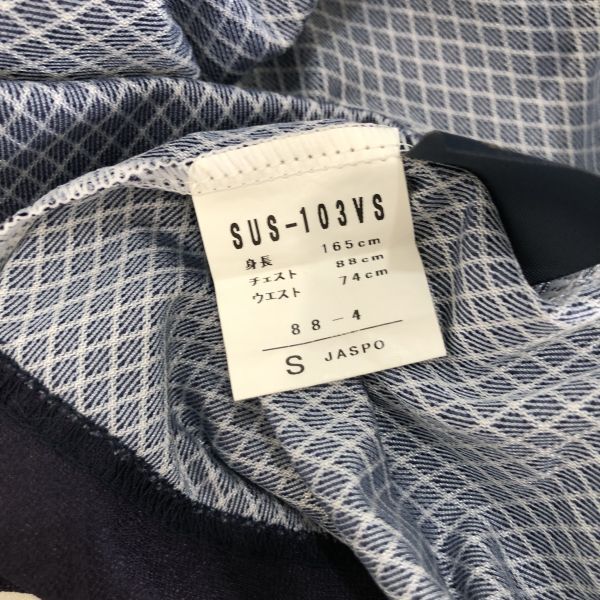 SUS-103VS
身長 165cm
チェスト 88cm
ウエスト 74cm
88-4
S JASPO